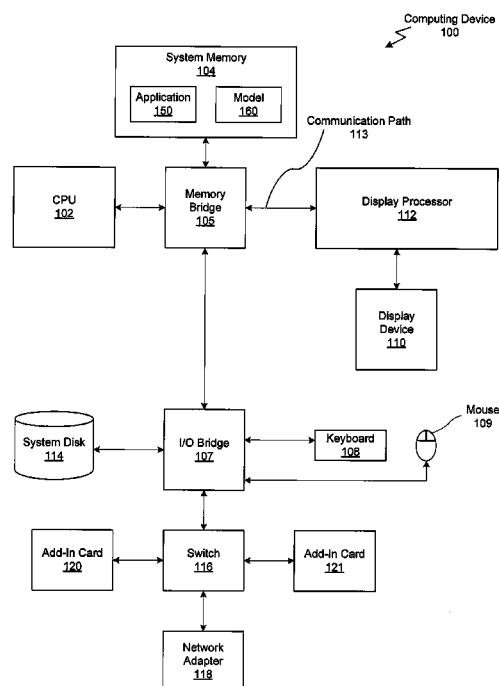 Computing Device
100
System Memory
104
Application
150
Model
160
Communication Path
113
CPU
102
Memory
Bridge
105
Display Processor
112
Display
Device
110
System Disk
114
I/O Bridge
107
Keyboard
108
Mouse
109
Add-In Card
120
Switch
116
Add-In Card
121
Network
Adapter
118